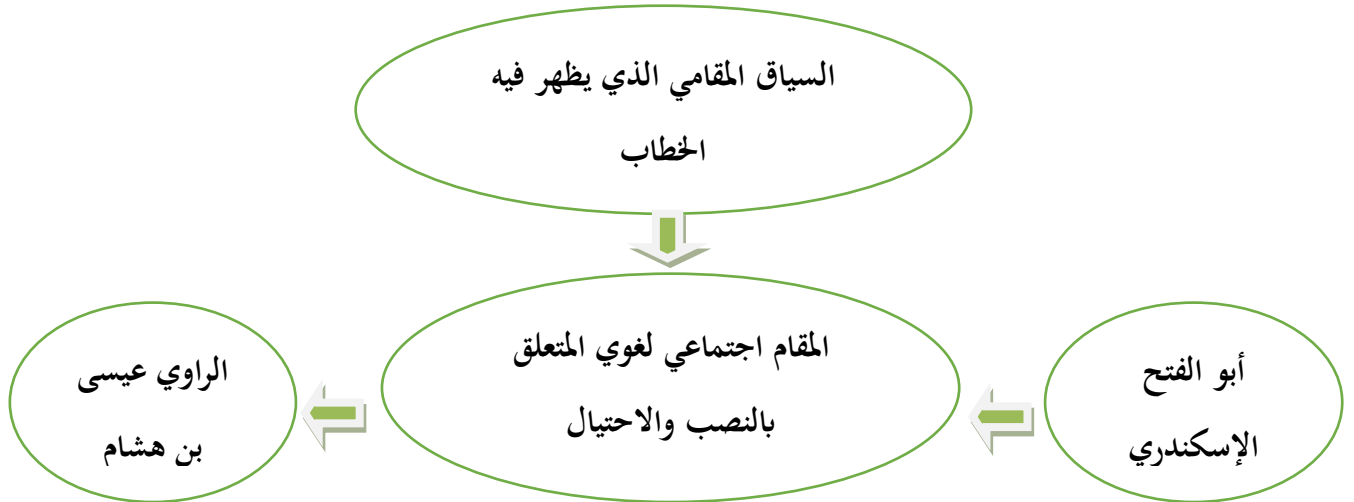 السياق المقامي الذي يظهر فيه
الخطاب
أبو الفتح
الإسكندري
المقام اجتماعي لغوي المتعلق
بالنصب والاحتيال
الراوي عيسى
بن هشام